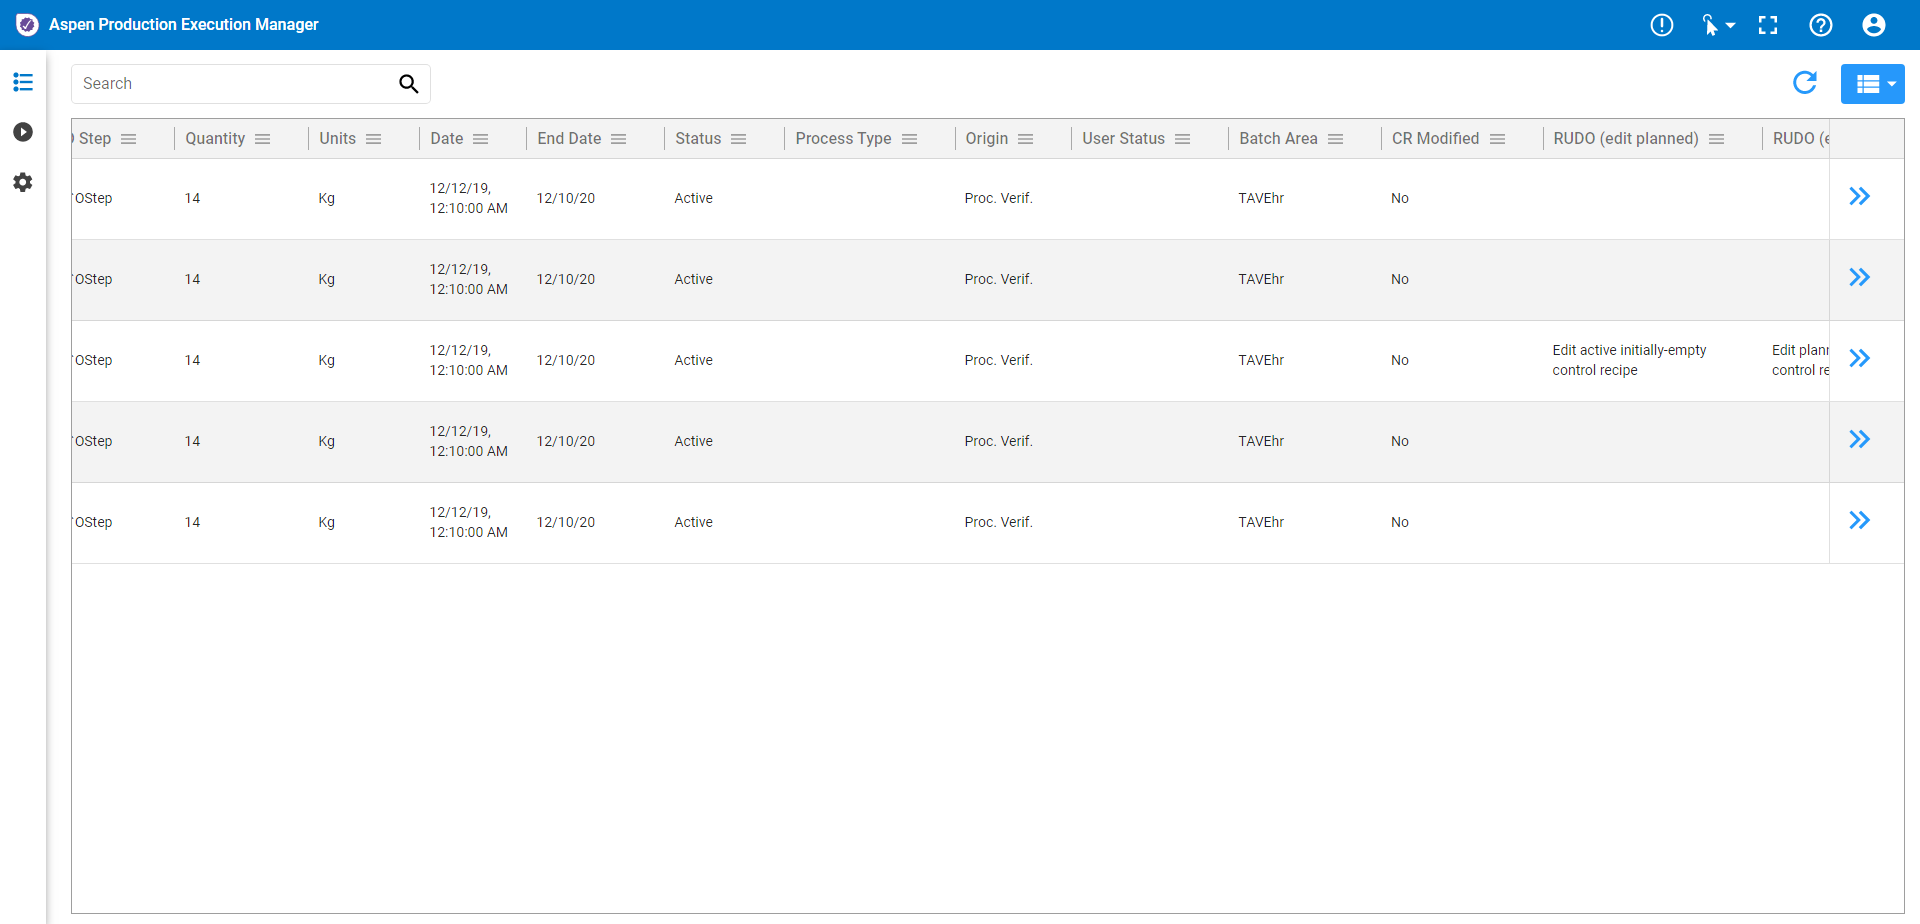 Aspen Production Execution Manager
Search
Step Quantity Units Date End Date Status Process Type Origin User Status Batch Area CR Modified RUDO (edit planned) RUDO (e
OStep 14 Kg 12/12/19, 12:10:00 AM 12/10/20 Active Proc. Verif. TAVEhr No
OStep 14 Kg 12/12/19, 12:10:00 AM 12/10/20 Active Proc. Verif. TAVEhr No
OStep 14 Kg 12/12/19, 12:10:00 AM 12/10/20 Active Proc. Verif. TAVEhr No Edit active initially-empty control recipe Edit plann control re
OStep 14 Kg 12/12/19, 12:10:00 AM 12/10/20 Active Proc. Verif. TAVEhr No
OStep 14 Kg 12/12/19, 12:10:00 AM 12/10/20 Active Proc. Verif. TAVEhr No